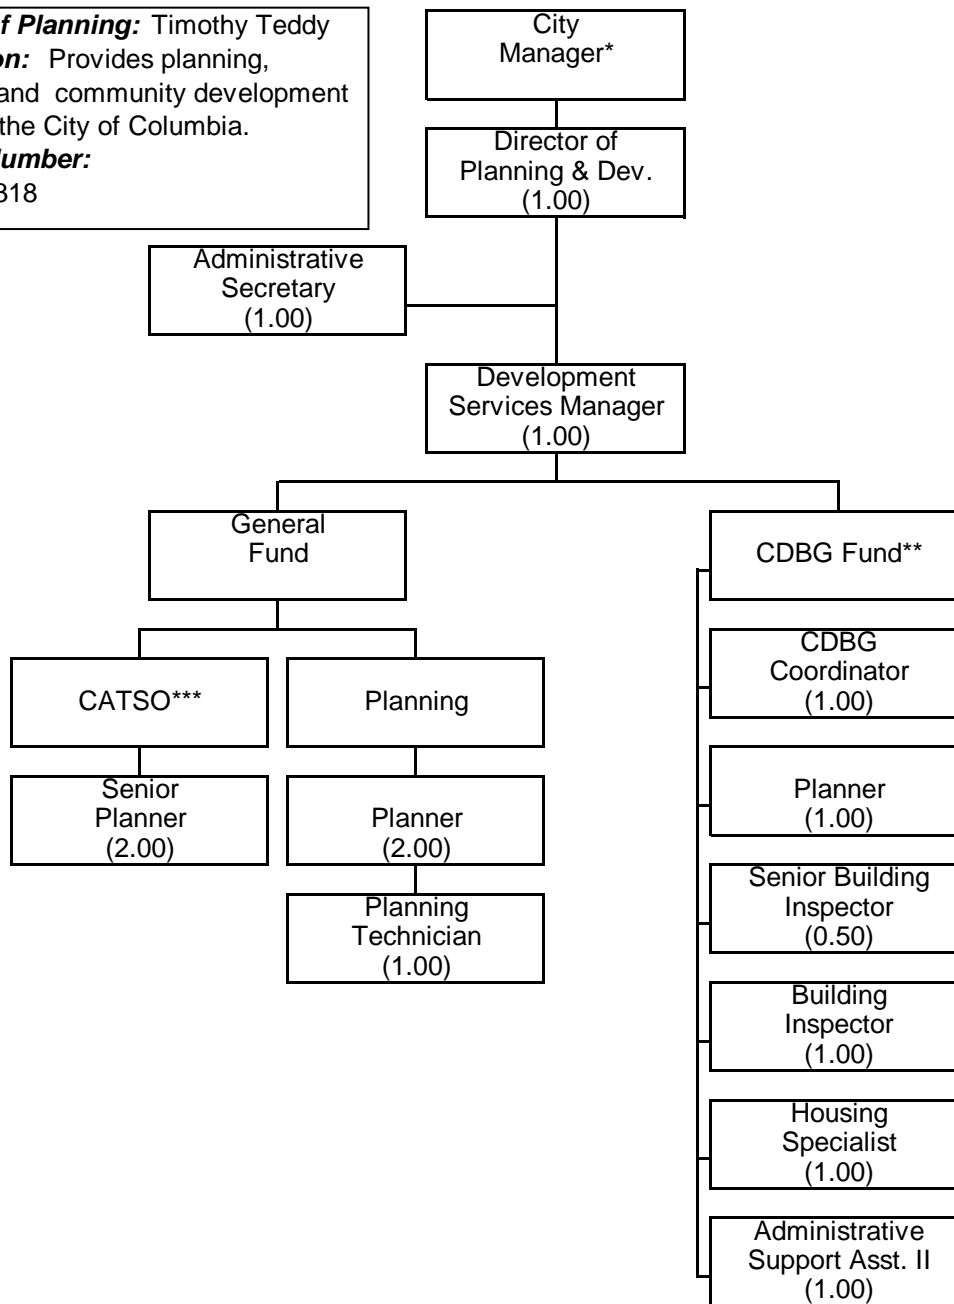 of Planning: Timothy Teddy
on: Provides planning,
and community development
the City of Columbia.
Number:
318
City
Manager*
Director of
Planning & Dev.
(1.00)
Administrative
Secretary
(1.00)
Development
Services Manager
(1.00)
General
Fund
CDBG Fund**
CATSO***
Planning
CDBG
Coordinator
(1.00)
Senior
Planner
(2.00)
Planner
(2.00)
Planner
(1.00)
Planning
Technician
(1.00)
Senior Building
Inspector
(0.50)
Building
Inspector
(1.00)
Housing
Specialist
(1.00)
Administrative
Support Asst. II
(1.00)